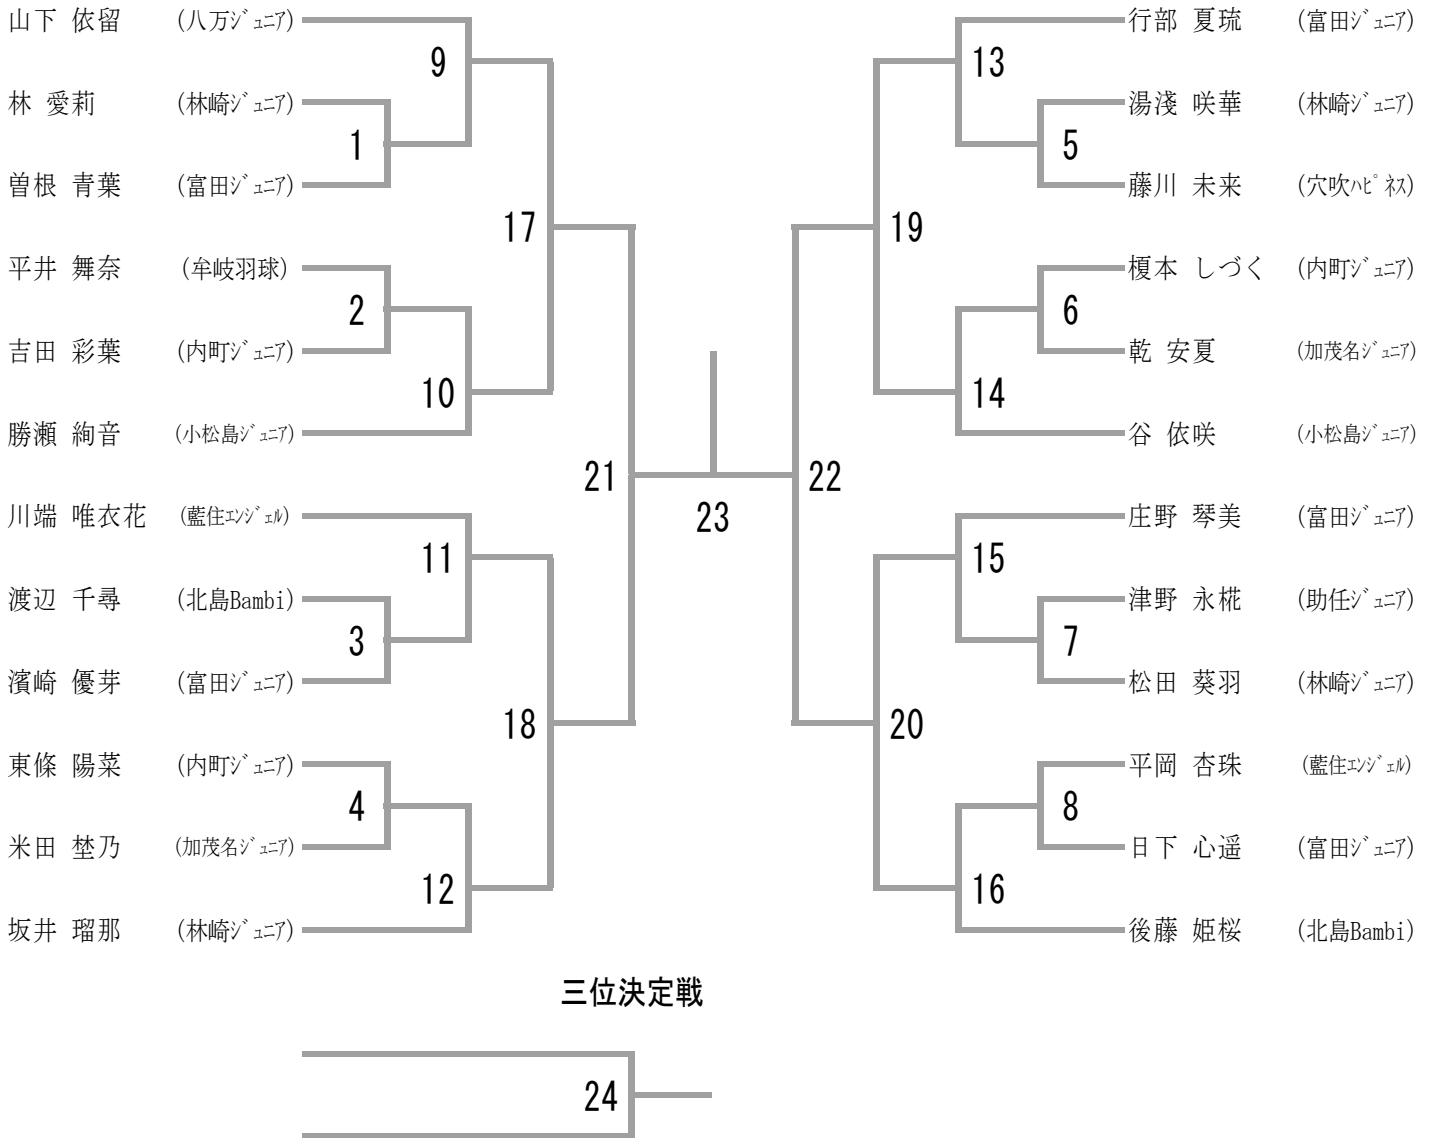 山下 依留 (八万ｼﾞｭﾆｱ)
林 愛莉 (林崎ｼﾞｭﾆｱ)
曽根 青葉 (富田ｼﾞｭﾆｱ)
平井 舞奈 (牟岐羽球)
吉田 彩葉 (内町ｼﾞｭﾆｱ)
勝瀬 絢音 (小松島ｼﾞｭﾆｱ)
川端 唯衣花 (藍住ｴﾝｼﾞｪﾙ)
渡辺 千尋 (北島Bambi)
濱崎 優芽 (富田ｼﾞｭﾆｱ)
東條 陽菜 (内町ｼﾞｭﾆｱ)
米田 埜乃 (加茂名ｼﾞｭﾆｱ)
坂井 瑠那 (林崎ｼﾞｭﾆｱ)
9
1
17
2
10
21
11
3
18
4
12
23
13
5
19
6
14
22
15
7
20
8
16
行部 夏琉 (富田ｼﾞｭﾆｱ)
湯淺 咲華 (林崎ｼﾞｭﾆｱ)
藤川 未来 (穴吹ﾊﾋﾟﾈｽ)
榎本 しづく (内町ｼﾞｭﾆｱ)
乾 安夏 (加茂名ｼﾞｭﾆｱ)
谷 依咲 (小松島ｼﾞｭﾆｱ)
庄野 琴美 (富田ｼﾞｭﾆｱ)
津野 永椛 (助任ｼﾞｭﾆｱ)
松田 葵羽 (林崎ｼﾞｭﾆｱ)
平岡 杏珠 (藍住ｴﾝｼﾞｪﾙ)
日下 心遥 (富田ｼﾞｭﾆｱ)
後藤 姫桜 (北島Bambi)
三位決定戦
24